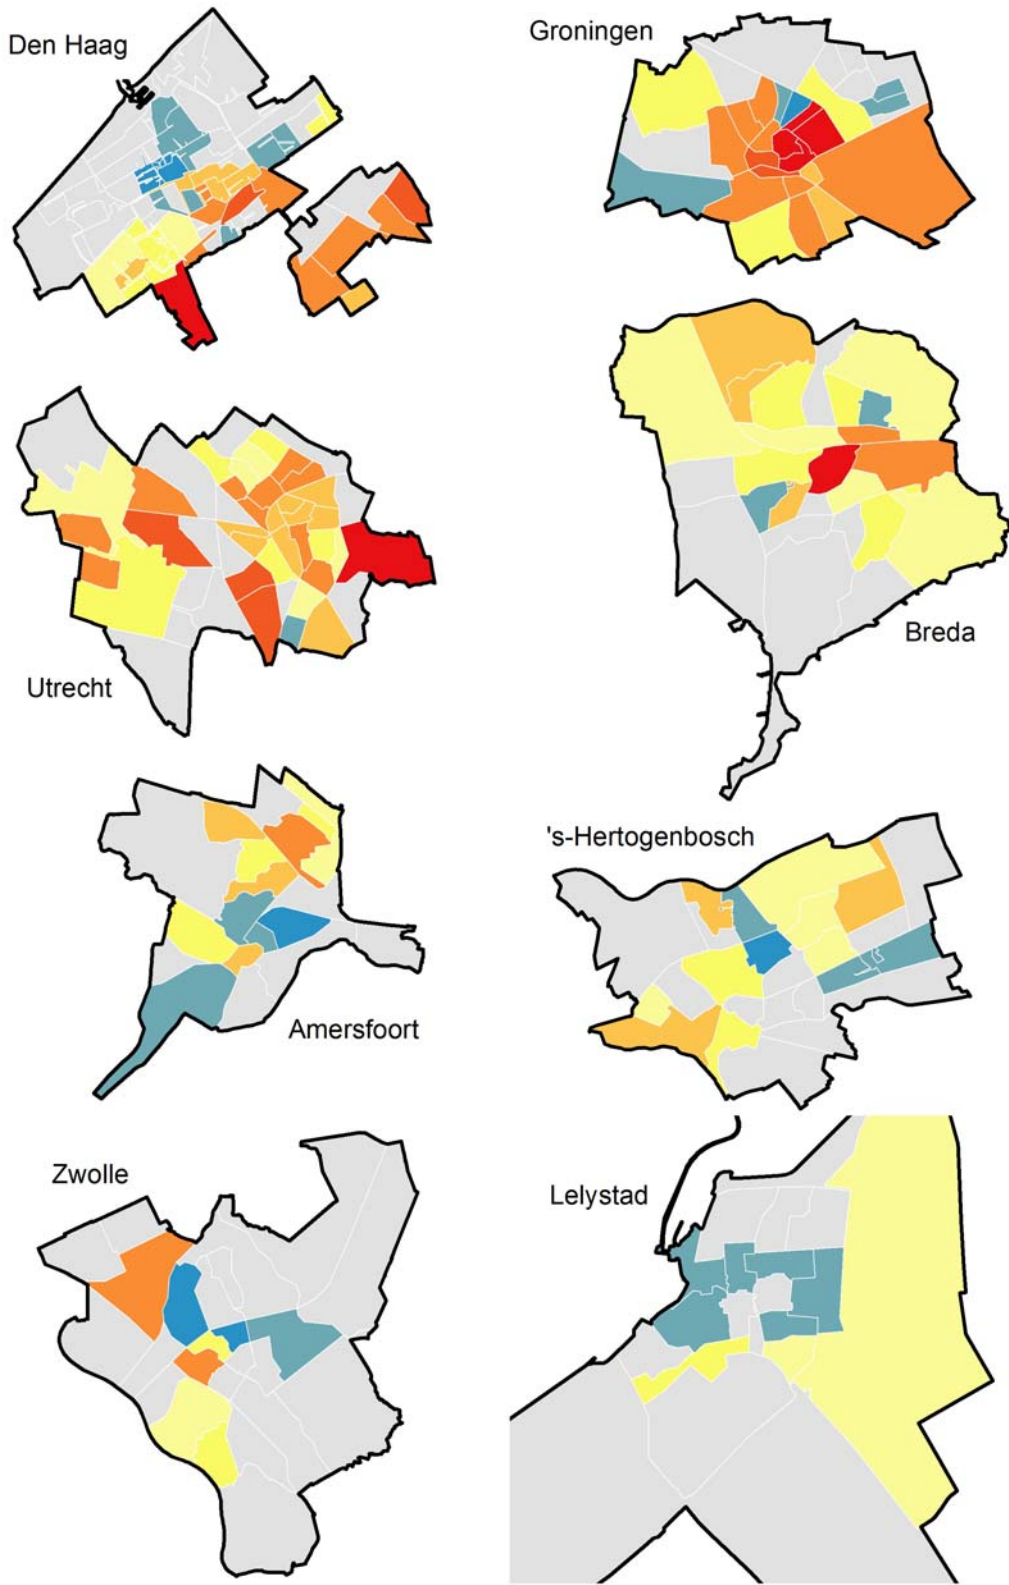 Den Haag
Groningen
Utrecht
Breda
Amersfoort
's-Hertogenbosch
Zwolle
Lelystad